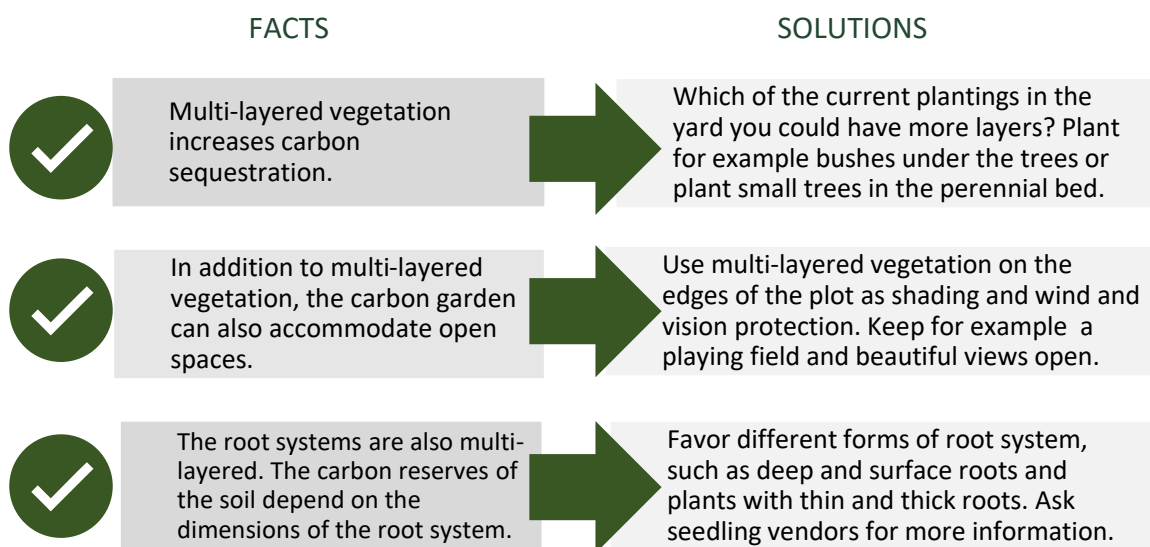 FACTS
SOLUTIONS
Multi-layered vegetation
increases carbon
sequestration.
Which of the current plantings in the
yard you could have more layers? Plant
for example bushes under the trees or
plant small trees in the perennial bed.
In addition to multi-layered
vegetation, the carbon garden
can also accommodate open
spaces.
Use multi-layered vegetation on the
edges of the plot as shading and wind and
vision protection. Keep for example a
playing field and beautiful views open.
The root systems are also multi-
layered. The carbon reserves of
the soil depend on the
dimensions of the root system.
Favor different forms of root system,
such as deep and surface roots and
plants with thin and thick roots. Ask
seedling vendors for more information.